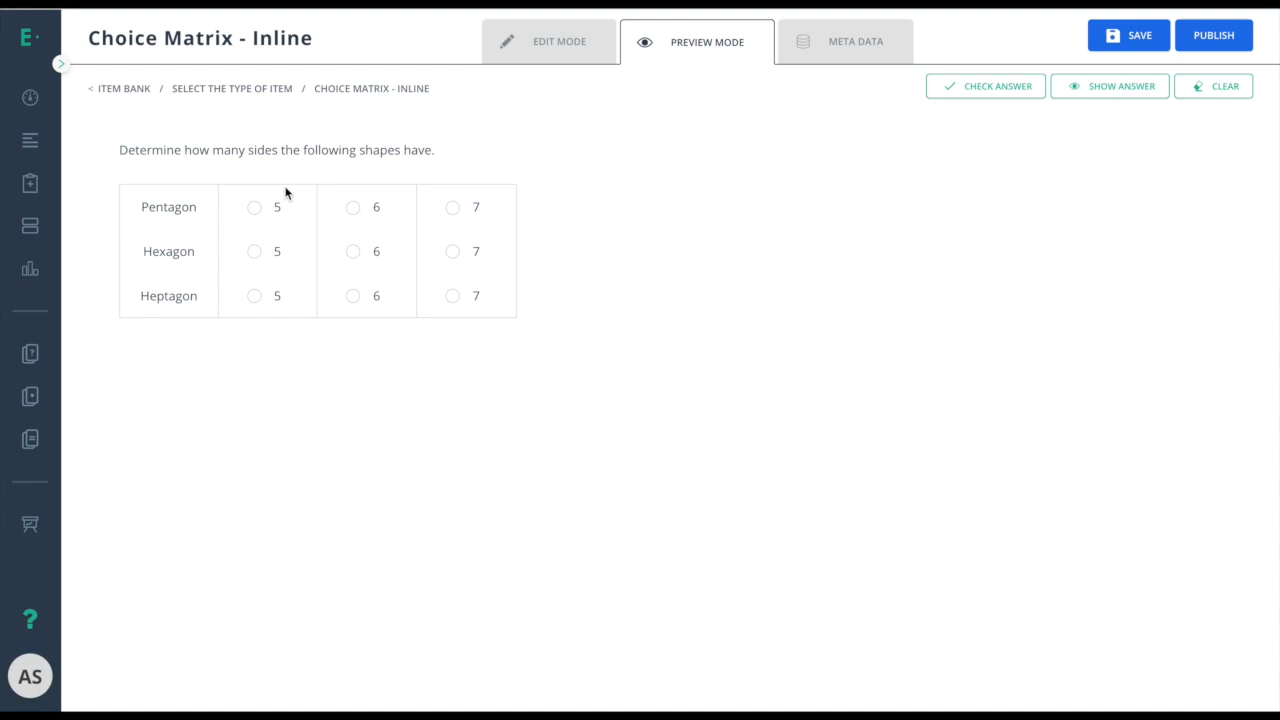 E·
Choice Matrix - Inline
EDIT MODE
PREVIEW MODE
META DATA
SAVE
PUBLISH
< ITEM BANK / SELECT THE TYPE OF ITEM / CHOICE MATRIX - INLINE
CHECK ANSWER
SHOW ANSWER
CLEAR
Determine how many sides the following shapes have.
Pentagon 5 6 7
Hexagon 5 6 7
Heptagon 5 6 7
?
AS